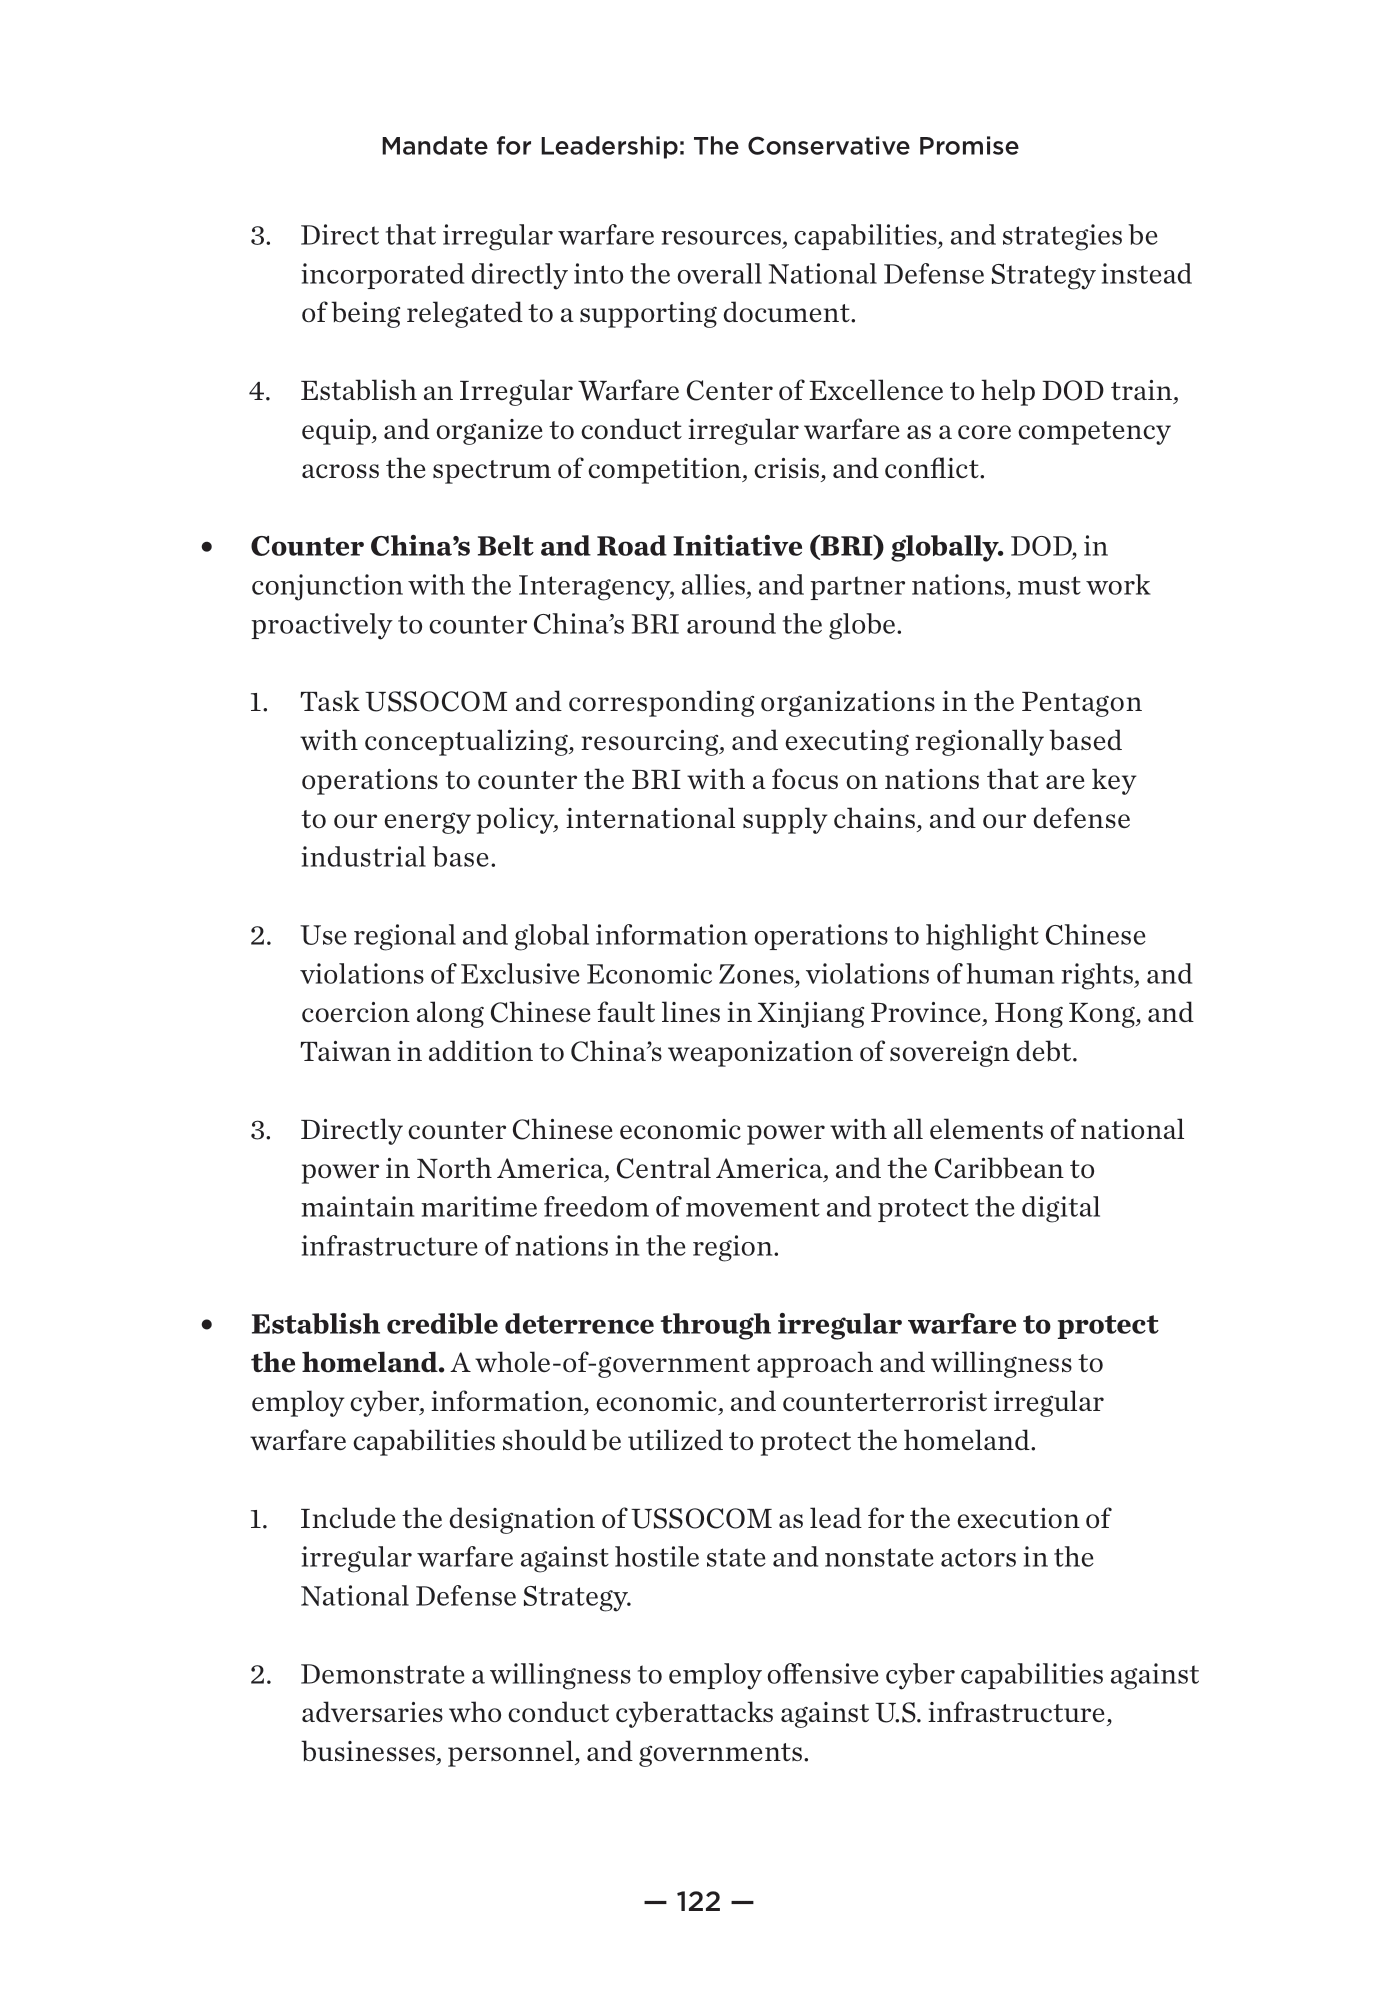 Mandate for Leadership: The Conservative Promise
3. Direct that irregular warfare resources, capabilities, and strategies be
incorporated directly into the overall National Defense Strategy instead
of being relegated to a supporting document.
4. Establish an Irregular Warfare Center of Excellence to help DOD train,
equip, and organize to conduct irregular warfare as a core competency
across the spectrum of competition, crisis, and conflict.
• Counter China’s Belt and Road Initiative (BRI) globally. DOD, in
conjunction with the Interagency, allies, and partner nations, must work
proactively to counter China’s BRI around the globe.
1. Task USSOCOM and corresponding organizations in the Pentagon
with conceptualizing, resourcing, and executing regionally based
operations to counter the BRI with a focus on nations that are key
to our energy policy, international supply chains, and our defense
industrial base.
2. Use regional and global information operations to highlight Chinese
violations of Exclusive Economic Zones, violations of human rights, and
coercion along Chinese fault lines in Xinjiang Province, Hong Kong, and
Taiwan in addition to China’s weaponization of sovereign debt.
3. Directly counter Chinese economic power with all elements of national
power in North America, Central America, and the Caribbean to
maintain maritime freedom of movement and protect the digital
infrastructure of nations in the region.
• Establish credible deterrence through irregular warfare to protect
the homeland. A whole-of-government approach and willingness to
employ cyber, information, economic, and counterterrorist irregular
warfare capabilities should be utilized to protect the homeland.
1. Include the designation of USSOCOM as lead for the execution of
irregular warfare against hostile state and nonstate actors in the
National Defense Strategy.
2. Demonstrate a willingness to employ offensive cyber capabilities against
adversaries who conduct cyberattacks against U.S. infrastructure,
businesses, personnel, and governments.
— 122 —